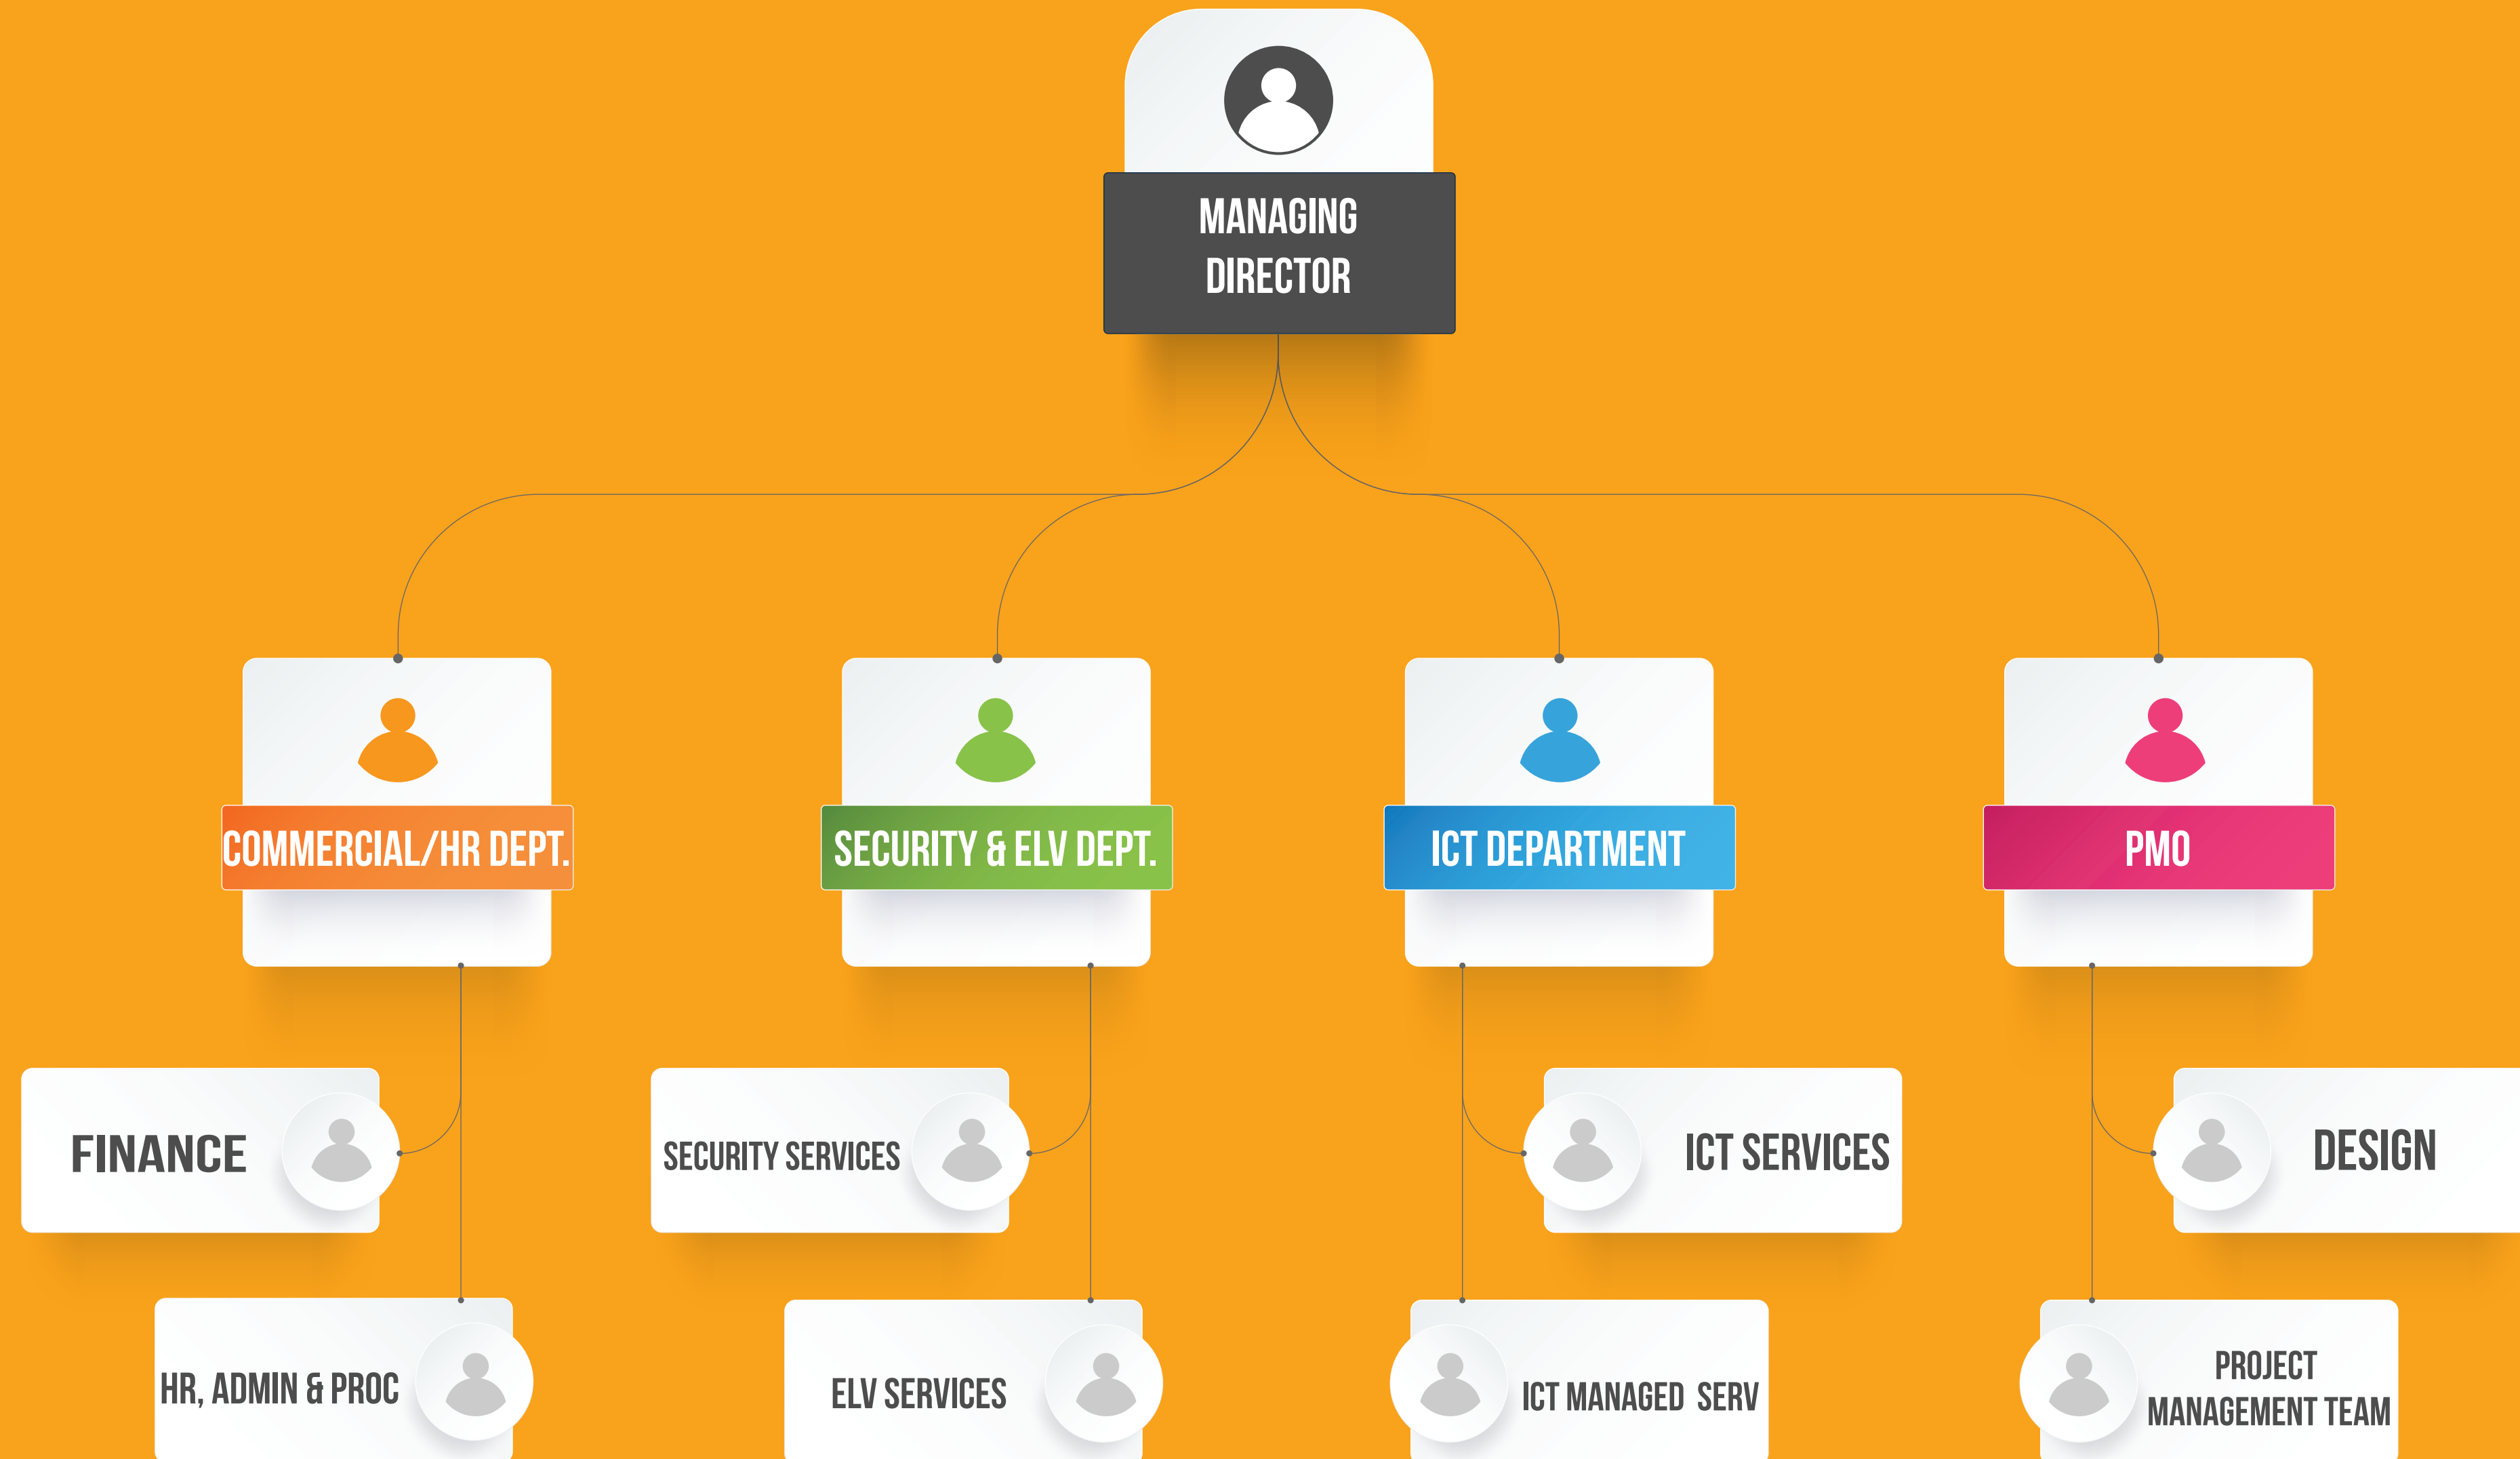 MANAGING
DIRECTOR
COMMERCIAL/HR DEPT.
SECURITY & ELV DEPT.
ICT DEPARTMENT
PMO
FINANCE
SECURITY SERVICES
ICT SERVICES
DESIGN
HR, ADMIN & PROC
ELV SERVICES
ICT MANAGED SERV
PROJECT
MANAGEMENT TEAM